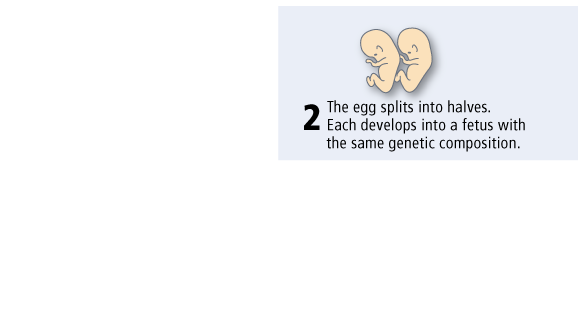 2
The egg splits into halves.
Each develops into a fetus with
the same genetic composition.